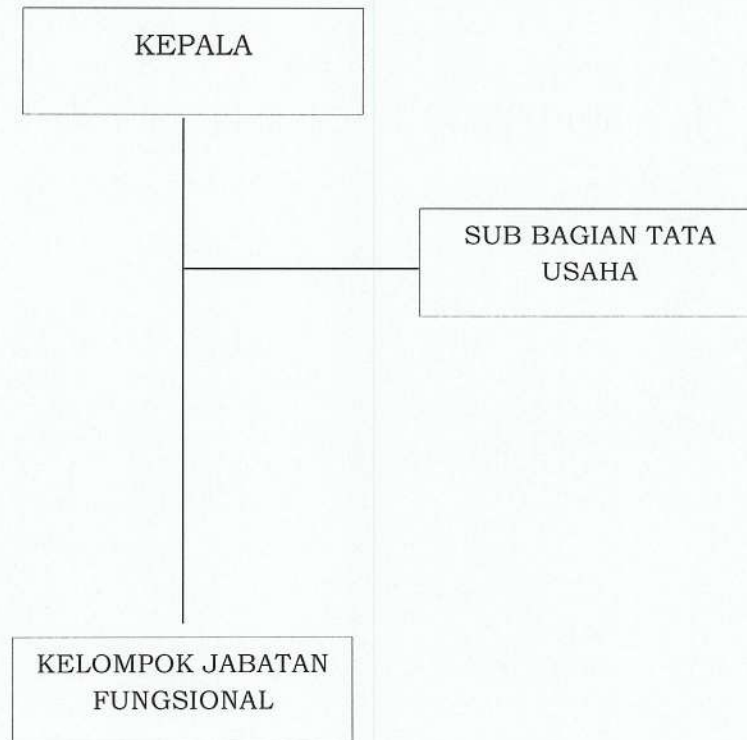 KEPALA
SUB BAGIAN TATA
USAHA
KELOMPOK JABATAN
FUNGSIONAL